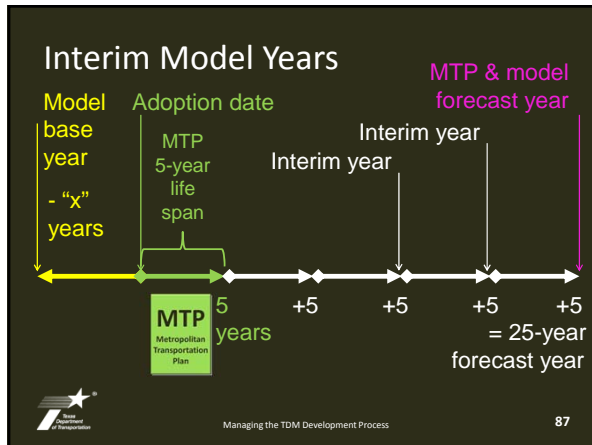 Interim Model Years
MTP & model
forecast year
Model
base
year
- “x”
years
Adoption date
MTP
5-year
life
span
Interim year
Interim year
MTP
Metropolitan
Transportation
Plan
5
years
+5
+5
+5
+5
= 25-year
forecast year
®
Texas
Department
of Transportation
Managing the TDM Development Process
87